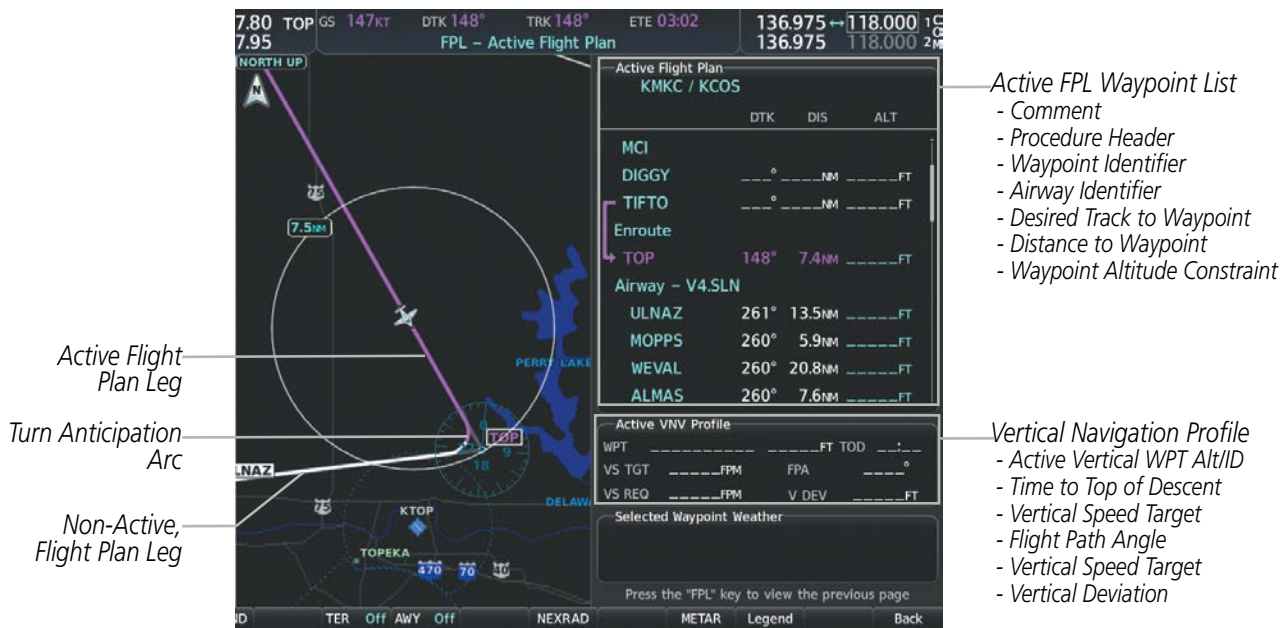 7.80 TOP GS 147KT DTK 148° TRK 148° ETE 03:02 136.975 ↔ 118.000 1
7.95 FPL – Active Flight Plan 136.975 118.000 2
NORTH UP
N
7.5NM
PERRY LAKE
TOP
0
9
18
LNAZ
DELAW
KTOP
TOPEKA
470 70 40
Active Flight Plan
KMKC / KCOS
DTK DIS ALT
MCI
DIGGY ___° ____NM _____FT
TIFTO ___° ____NM _____FT
Enroute
TOP 148° 7.4NM _____FT
Airway – V4.SLN
ULNAZ 261° 13.5NM _____FT
MOPPS 260° 5.9NM _____FT
WEVAL 260° 20.8NM _____FT
ALMAS 260° 7.6NM _____FT
Active VNV Profile
WPT __________ _____FT TOD __:__
VS TGT _____FPM FPA ____°
VS REQ _____FPM V DEV _____FT
Selected Waypoint Weather
Press the "FPL" key to view the previous page
TER Off AWY Off NEXRAD METAR Legend Back
Active Flight
Plan Leg
Turn Anticipation
Arc
Non-Active,
Flight Plan Leg
Active FPL Waypoint List
- Comment
- Procedure Header
- Waypoint Identifier
- Airway Identifier
- Desired Track to Waypoint
- Distance to Waypoint
- Waypoint Altitude Constraint
Vertical Navigation Profile
- Active Vertical WPT Alt/ID
- Time to Top of Descent
- Vertical Speed Target
- Flight Path Angle
- Vertical Speed Target
- Vertical Deviation